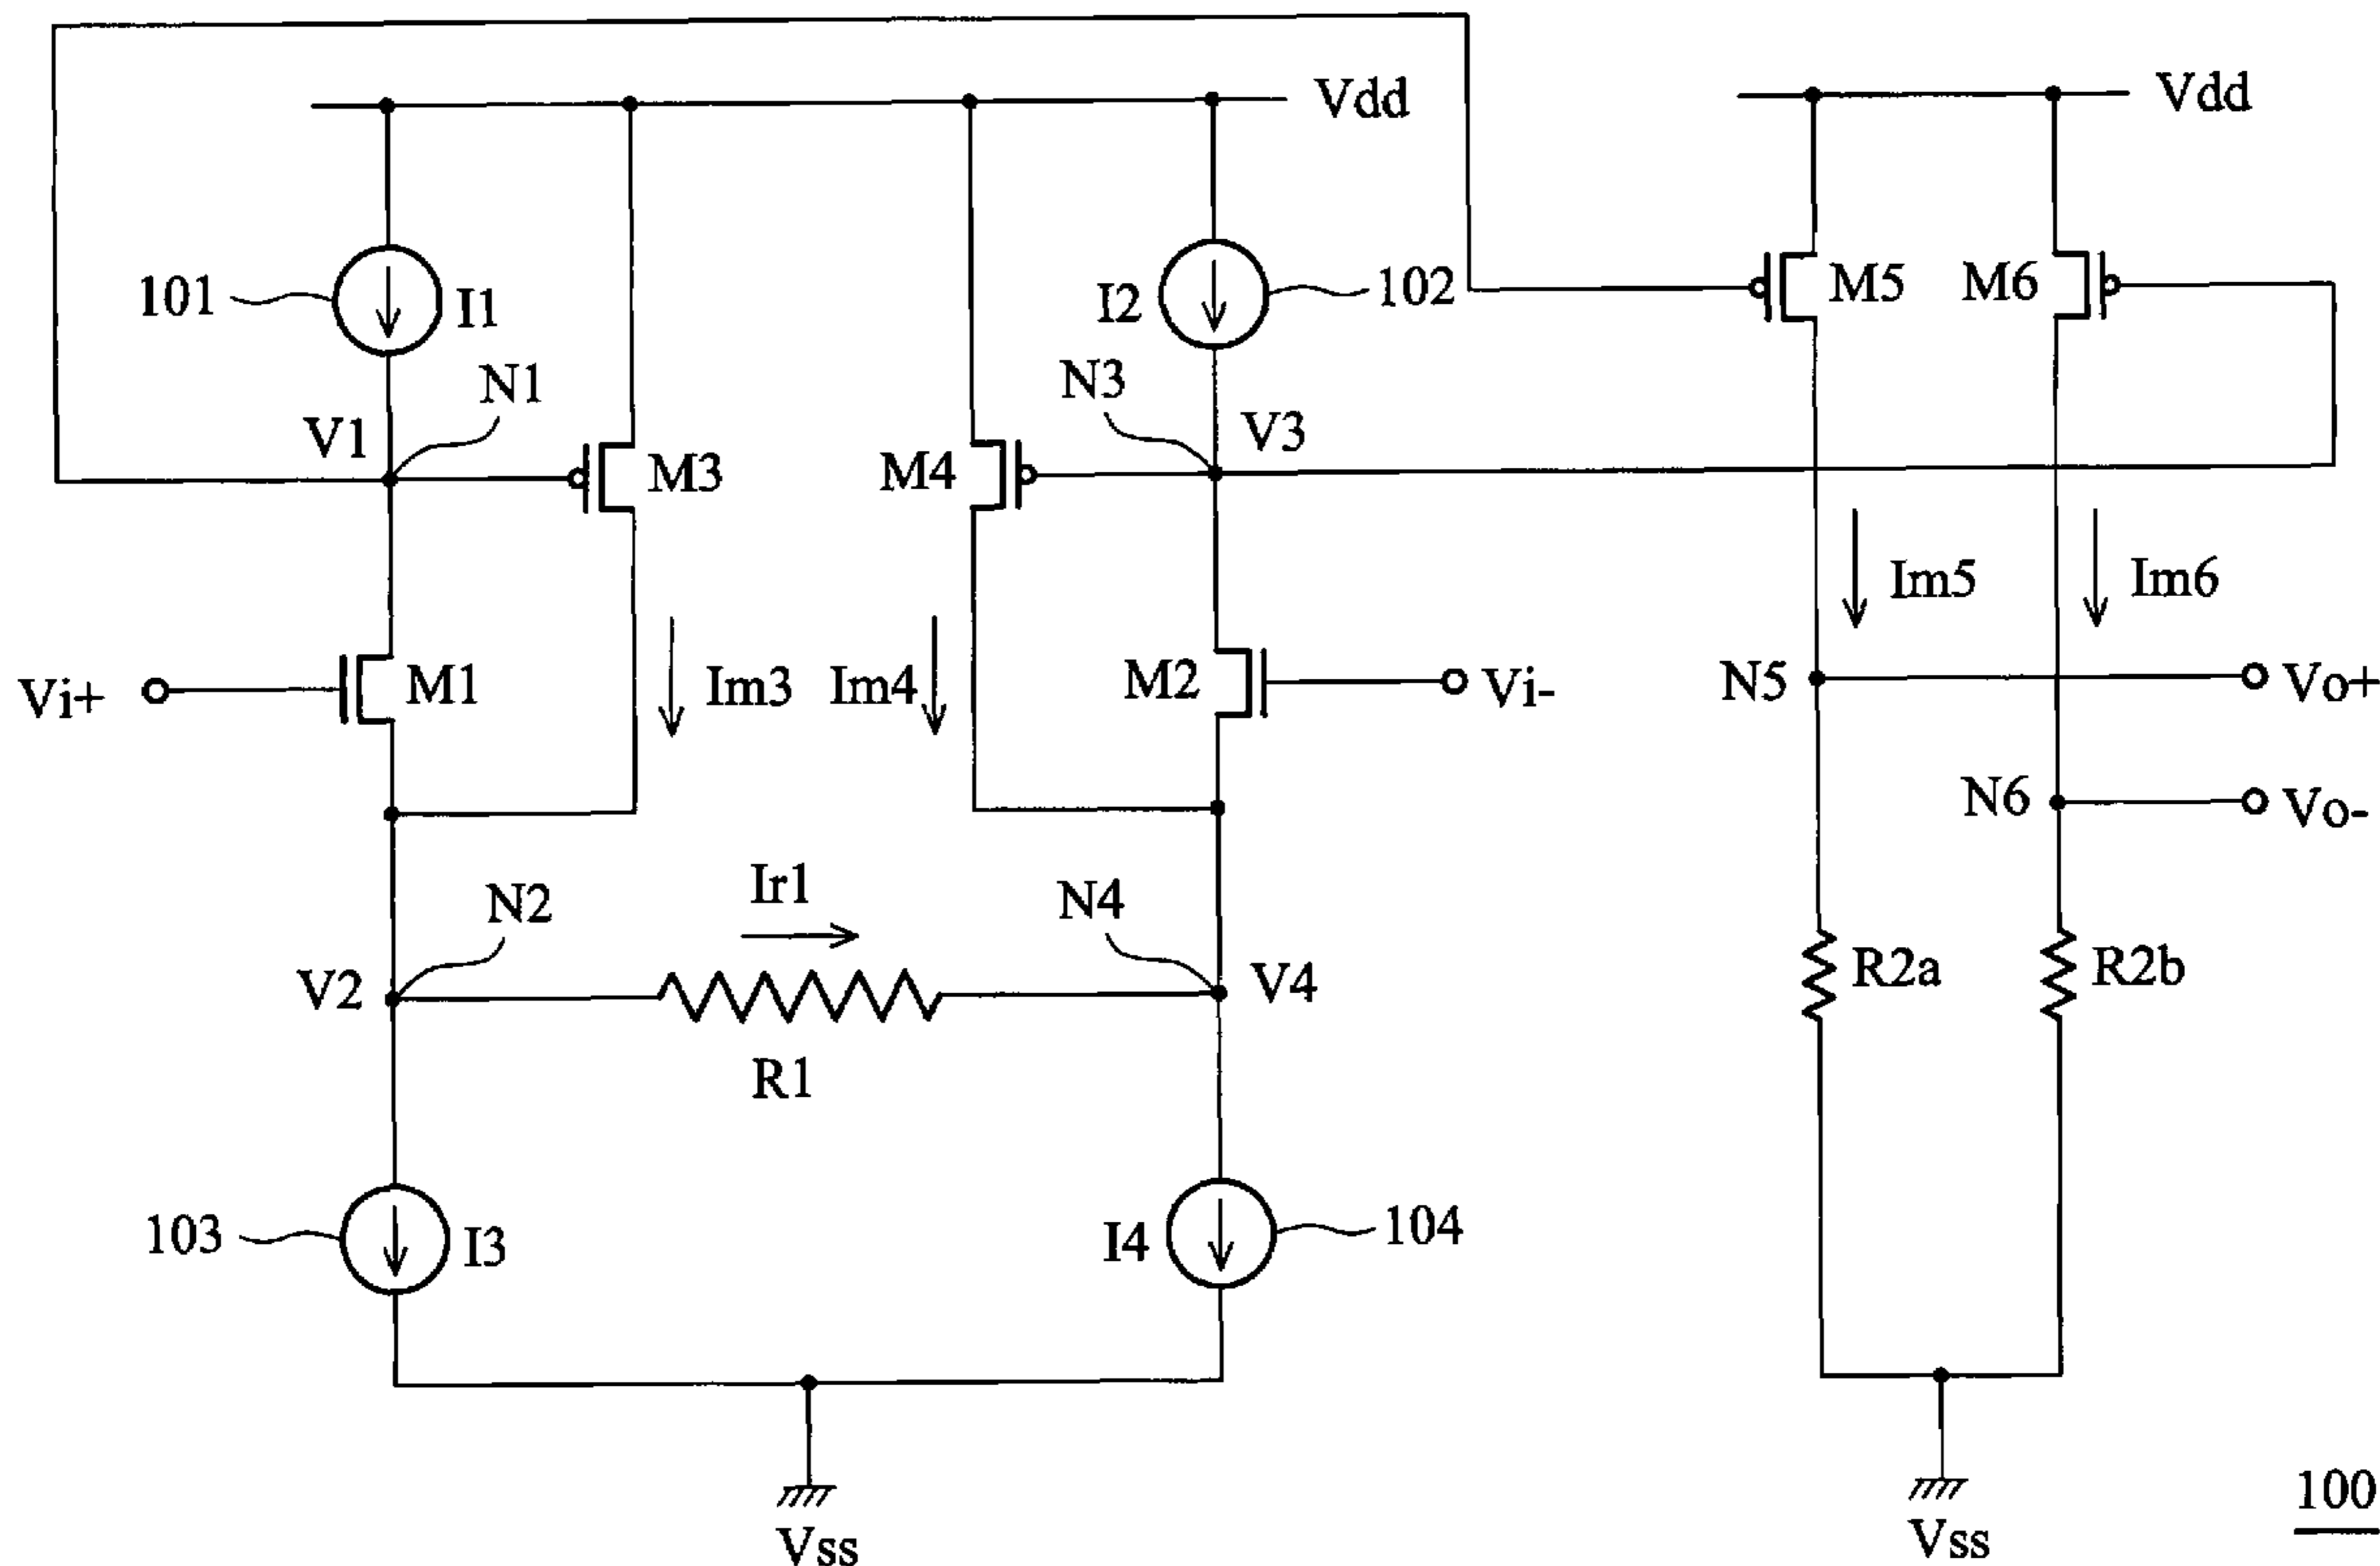 Vdd
Vdd
101
I1
I2
102
M5
M6
N1
N3
V1
V3
M3
M4
Im5
Im6
Vi+
M1
Im3
Im4
M2
Vi-
N5
Vo+
N6
Vo-
Ir1
N2
N4
V2
V4
R2a
R2b
R1
103
I3
I4
104
Vss
Vss
100